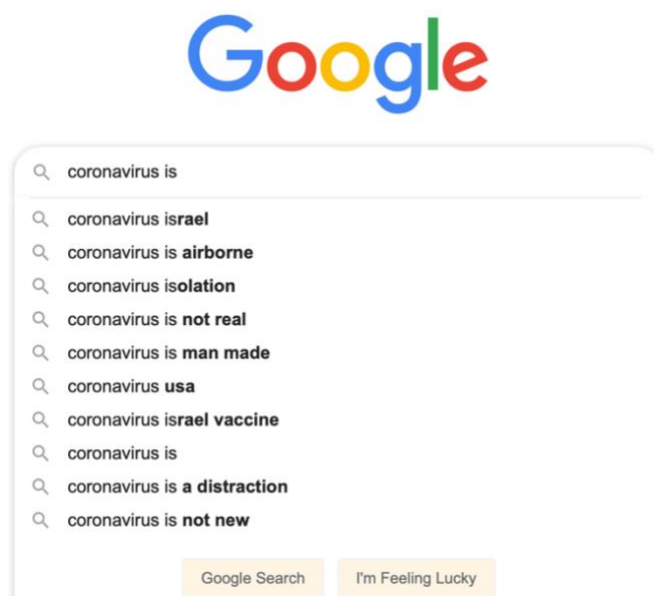 Google
coronavirus is
coronavirus israel
coronavirus is airborne
coronavirus isolation
coronavirus is not real
coronavirus is man made
coronavirus usa
coronavirus israel vaccine
coronavirus is
coronavirus is a distraction
coronavirus is not new
Google Search I'm Feeling Lucky